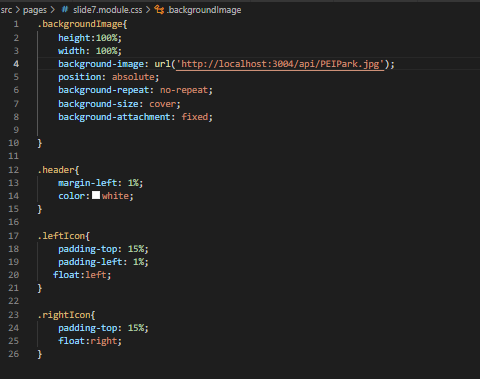 src > pages > slide7.module.css > .backgroundImage
1 .backgroundImage{
2 height:100%;
3 width: 100%;
4 background-image: url('http://localhost:3004/api/PEIPark.jpg');
5 position: absolute;
6 background-repeat: no-repeat;
7 background-size: cover;
8 background-attachment: fixed;
9
10 }
11
12 .header{
13 margin-left: 1%;
14 color: white;
15 }
16
17 .leftIcon{
18 padding-top: 15%;
19 padding-left: 1%;
20 float:left;
21 }
22
23 .rightIcon{
24 padding-top: 15%;
25 float:right;
26 }